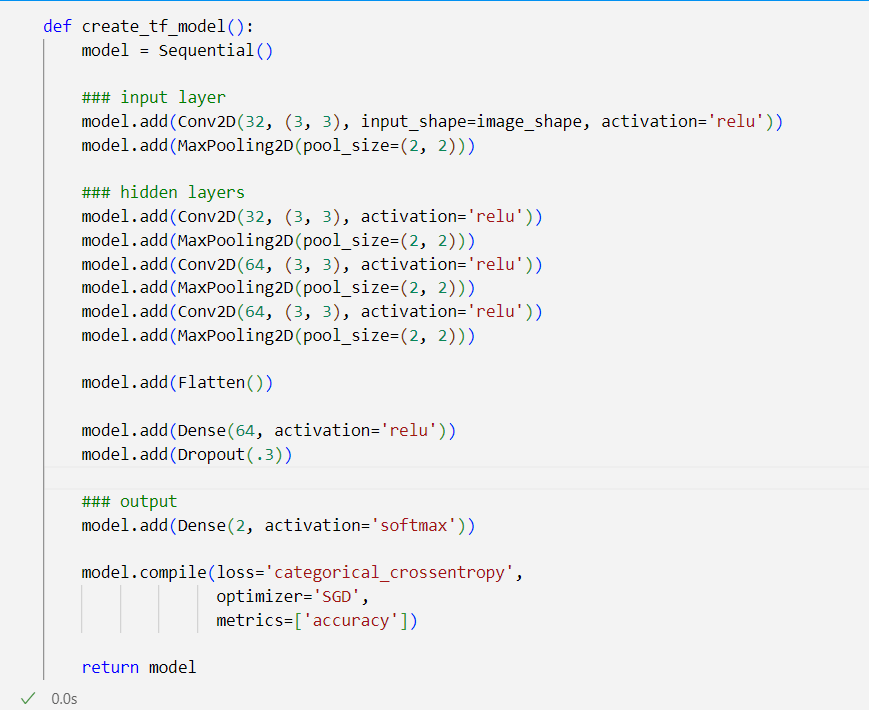 def create_tf_model():
    model = Sequential()

    ### input layer
    model.add(Conv2D(32, (3, 3), input_shape=image_shape, activation='relu'))
    model.add(MaxPooling2D(pool_size=(2, 2)))

    ### hidden layers
    model.add(Conv2D(32, (3, 3), activation='relu'))
    model.add(MaxPooling2D(pool_size=(2, 2)))
    model.add(Conv2D(64, (3, 3), activation='relu'))
    model.add(MaxPooling2D(pool_size=(2, 2)))
    model.add(Conv2D(64, (3, 3), activation='relu'))
    model.add(MaxPooling2D(pool_size=(2, 2)))

    model.add(Flatten())

    model.add(Dense(64, activation='relu'))
    model.add(Dropout(.3))

    ### output
    model.add(Dense(2, activation='softmax'))

    model.compile(loss='categorical_crossentropy',
                  optimizer='SGD',
                  metrics=['accuracy'])

    return model
0.0s